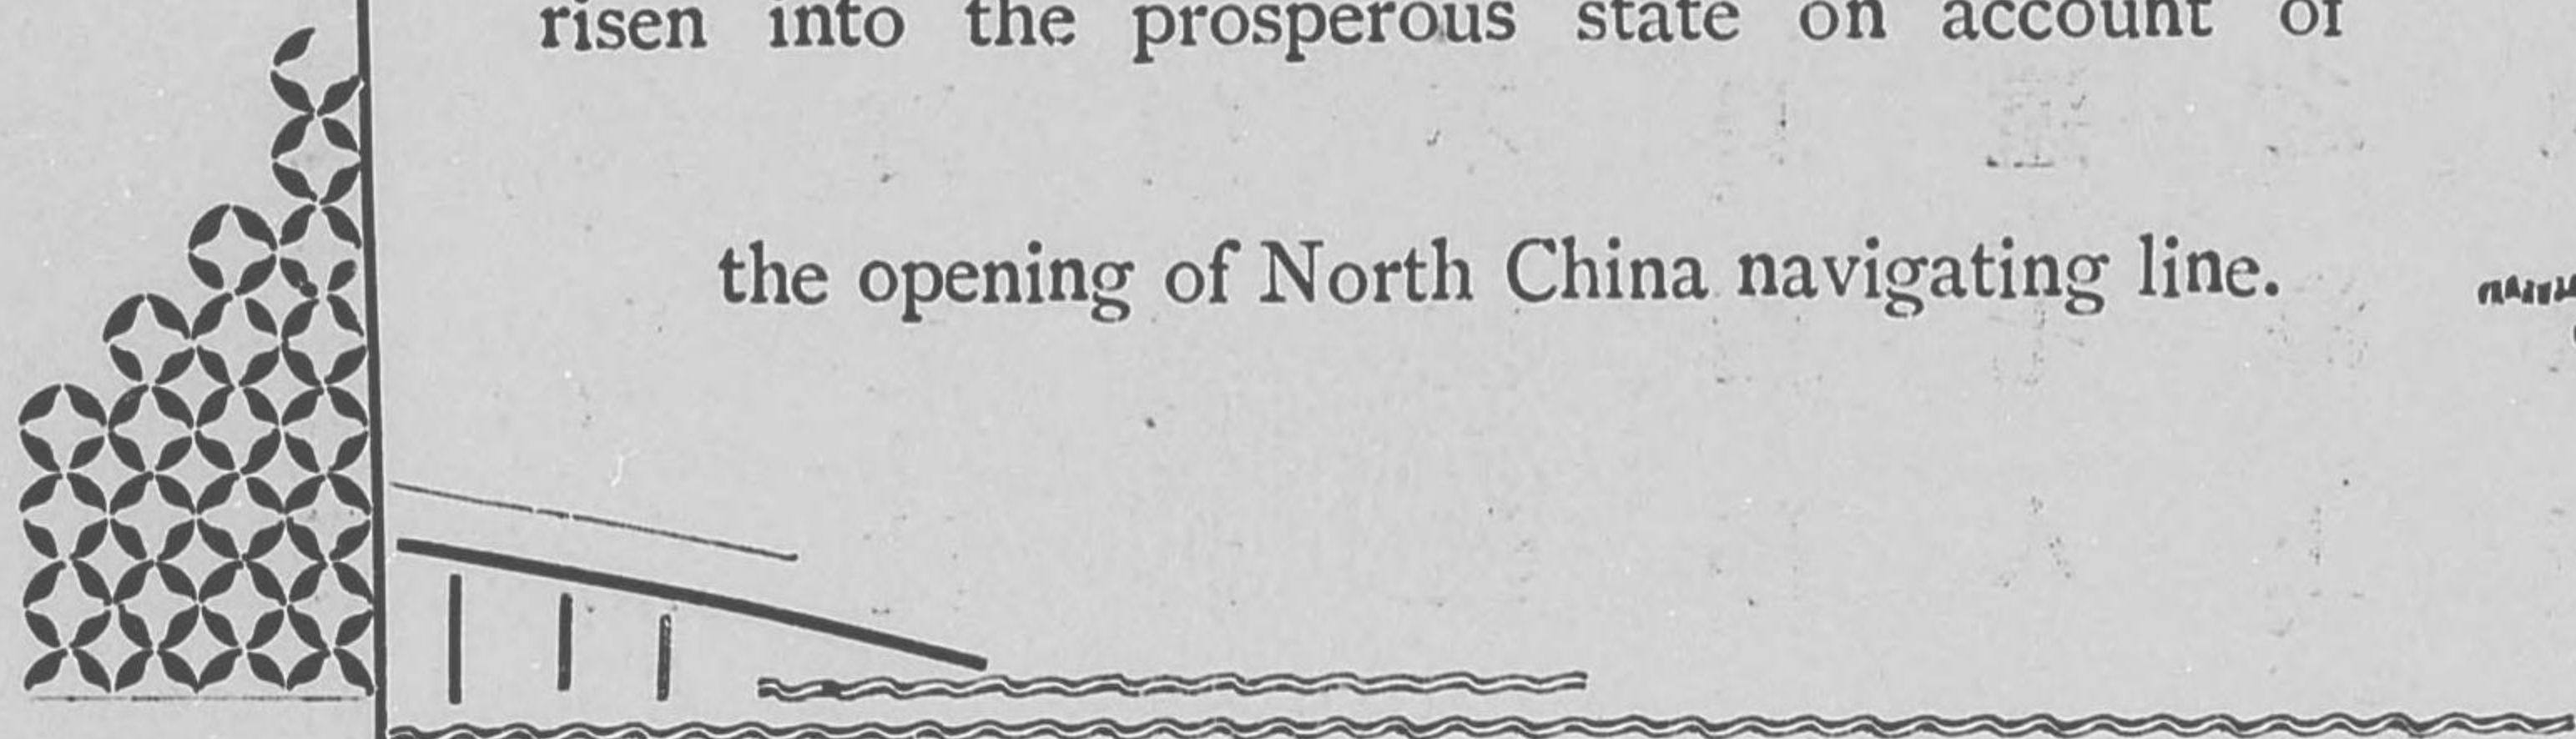 risen into the prosperous state on account of
the opening of North China navigating line.